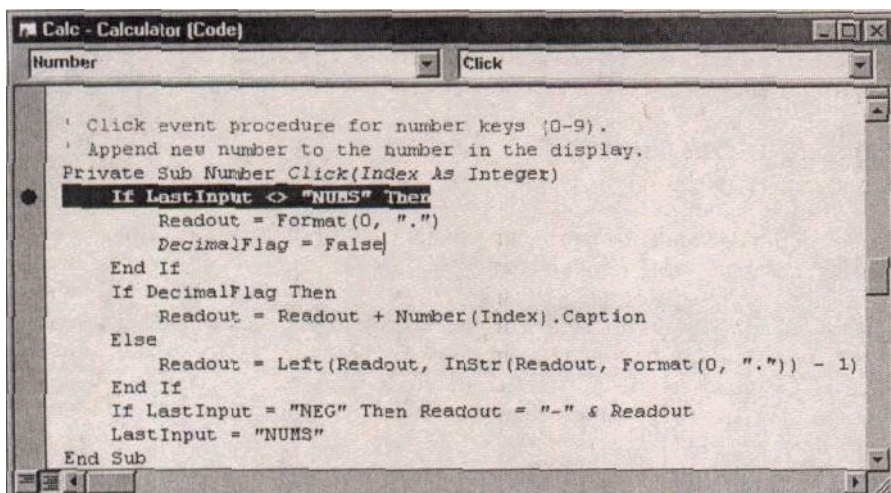 Calc - Calculator (Code)
Number Click
' Click event procedure for number keys (0-9).
' Append new number to the number in the display.
Private Sub Number Click(Index As Integer)
If LastInput <> "NUMS" Then
Readout = Format(0, ".")
DecimalFlag = False
End If
If DecimalFlag Then
Readout = Readout + Number(Index).Caption
Else
Readout = Left(Readout, InStr(Readout, Format(0, ".")) - 1)
End If
If LastInput = "NEG" Then Readout = "-" & Readout
LastInput = "NUMS"
End Sub